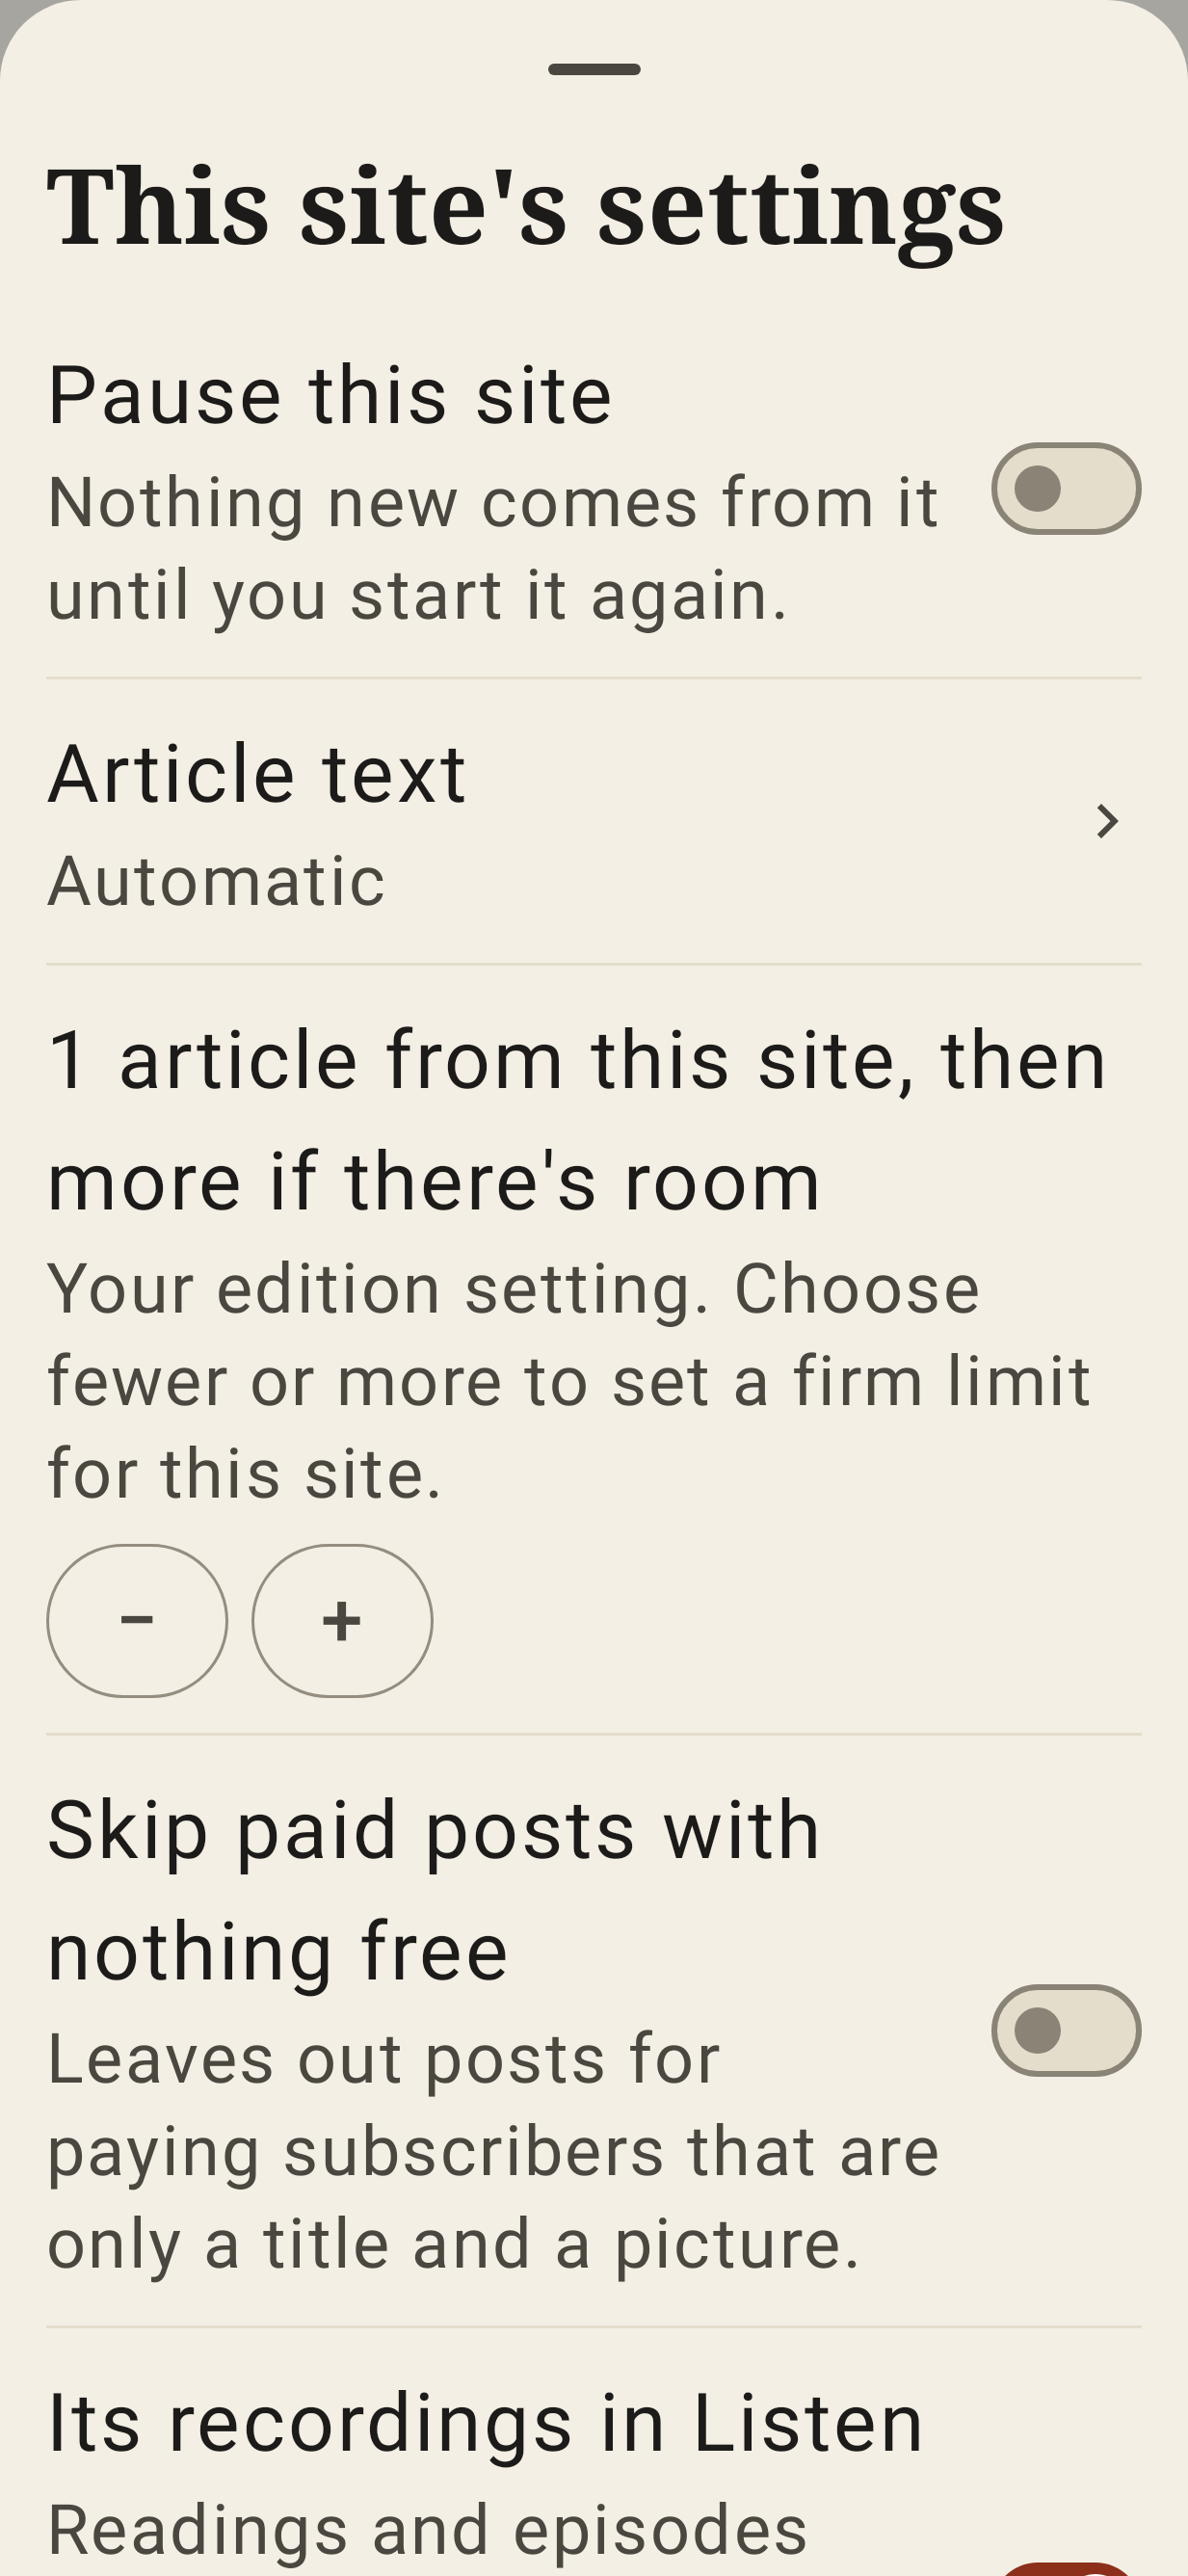 This site's settings
Pause this site
Nothing new comes from it
until you start it again.
Article text
Automatic
1 article from this site, then
more if there's room
Your edition setting. Choose
fewer or more to set a firm limit
for this site.
− +
Skip paid posts with
nothing free
Leaves out posts for
paying subscribers that are
only a title and a picture.
Its recordings in Listen
Readings and episodes